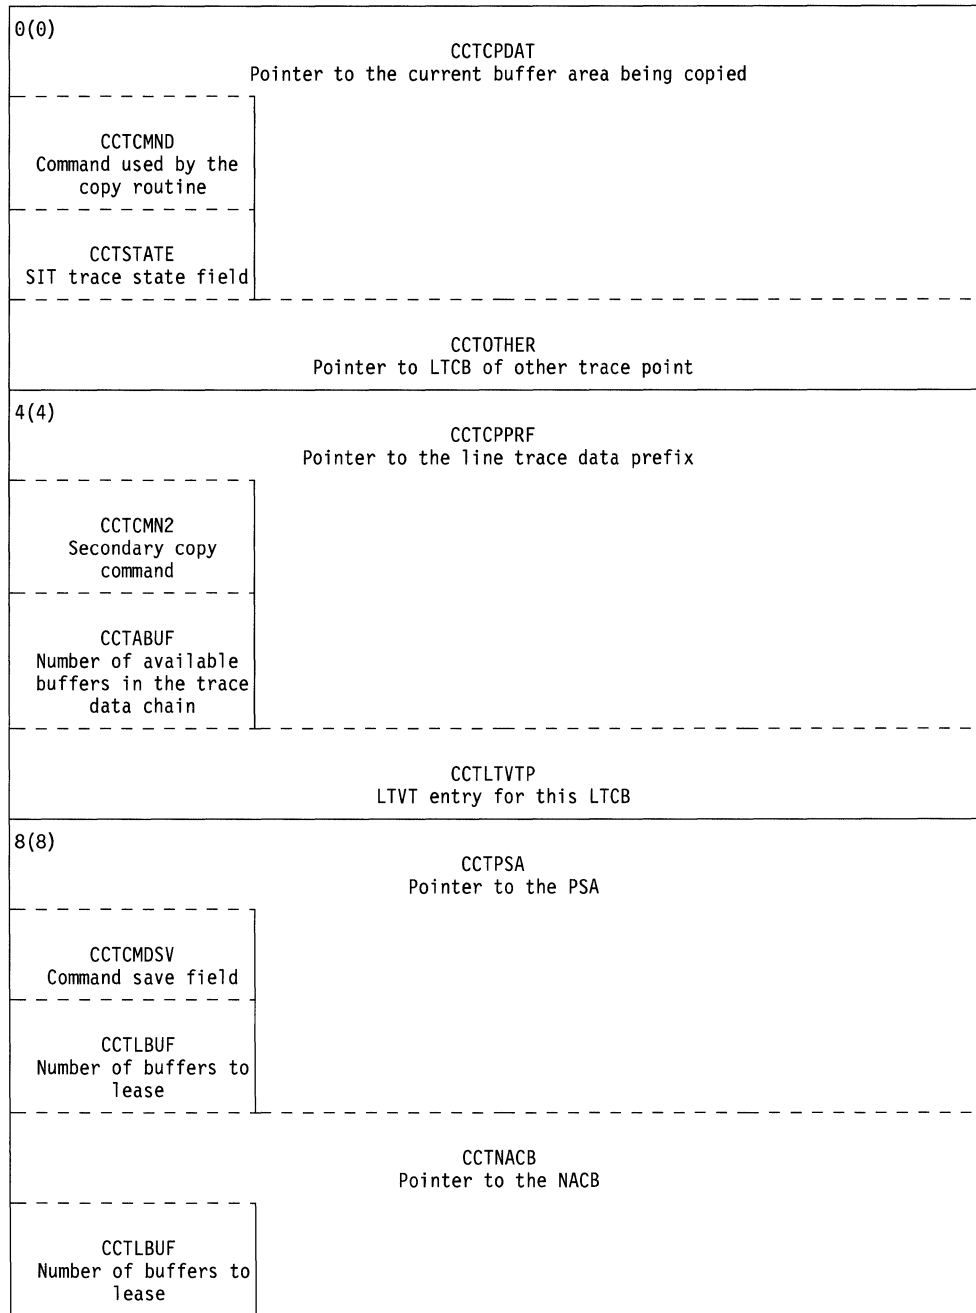 0(0)
CCTCPDAT
Pointer to the current buffer area being copied
CCTCMND
Command used by the
copy routine
CCTSTATE
SIT trace state field
CCTOTHER
Pointer to LTCB of other trace point
4(4)
CCTCPPRF
Pointer to the line trace data prefix
CCTCMN2
Secondary copy
command
CCTABUF
Number of available
buffers in the trace
data chain
CCTLTVTP
LTVT entry for this LTCB
8(8)
CCTPSA
Pointer to the PSA
CCTCMDSV
Command save field
CCTLBUF
Number of buffers to
lease
CCTNACB
Pointer to the NACB
CCTLBUF
Number of buffers to
lease